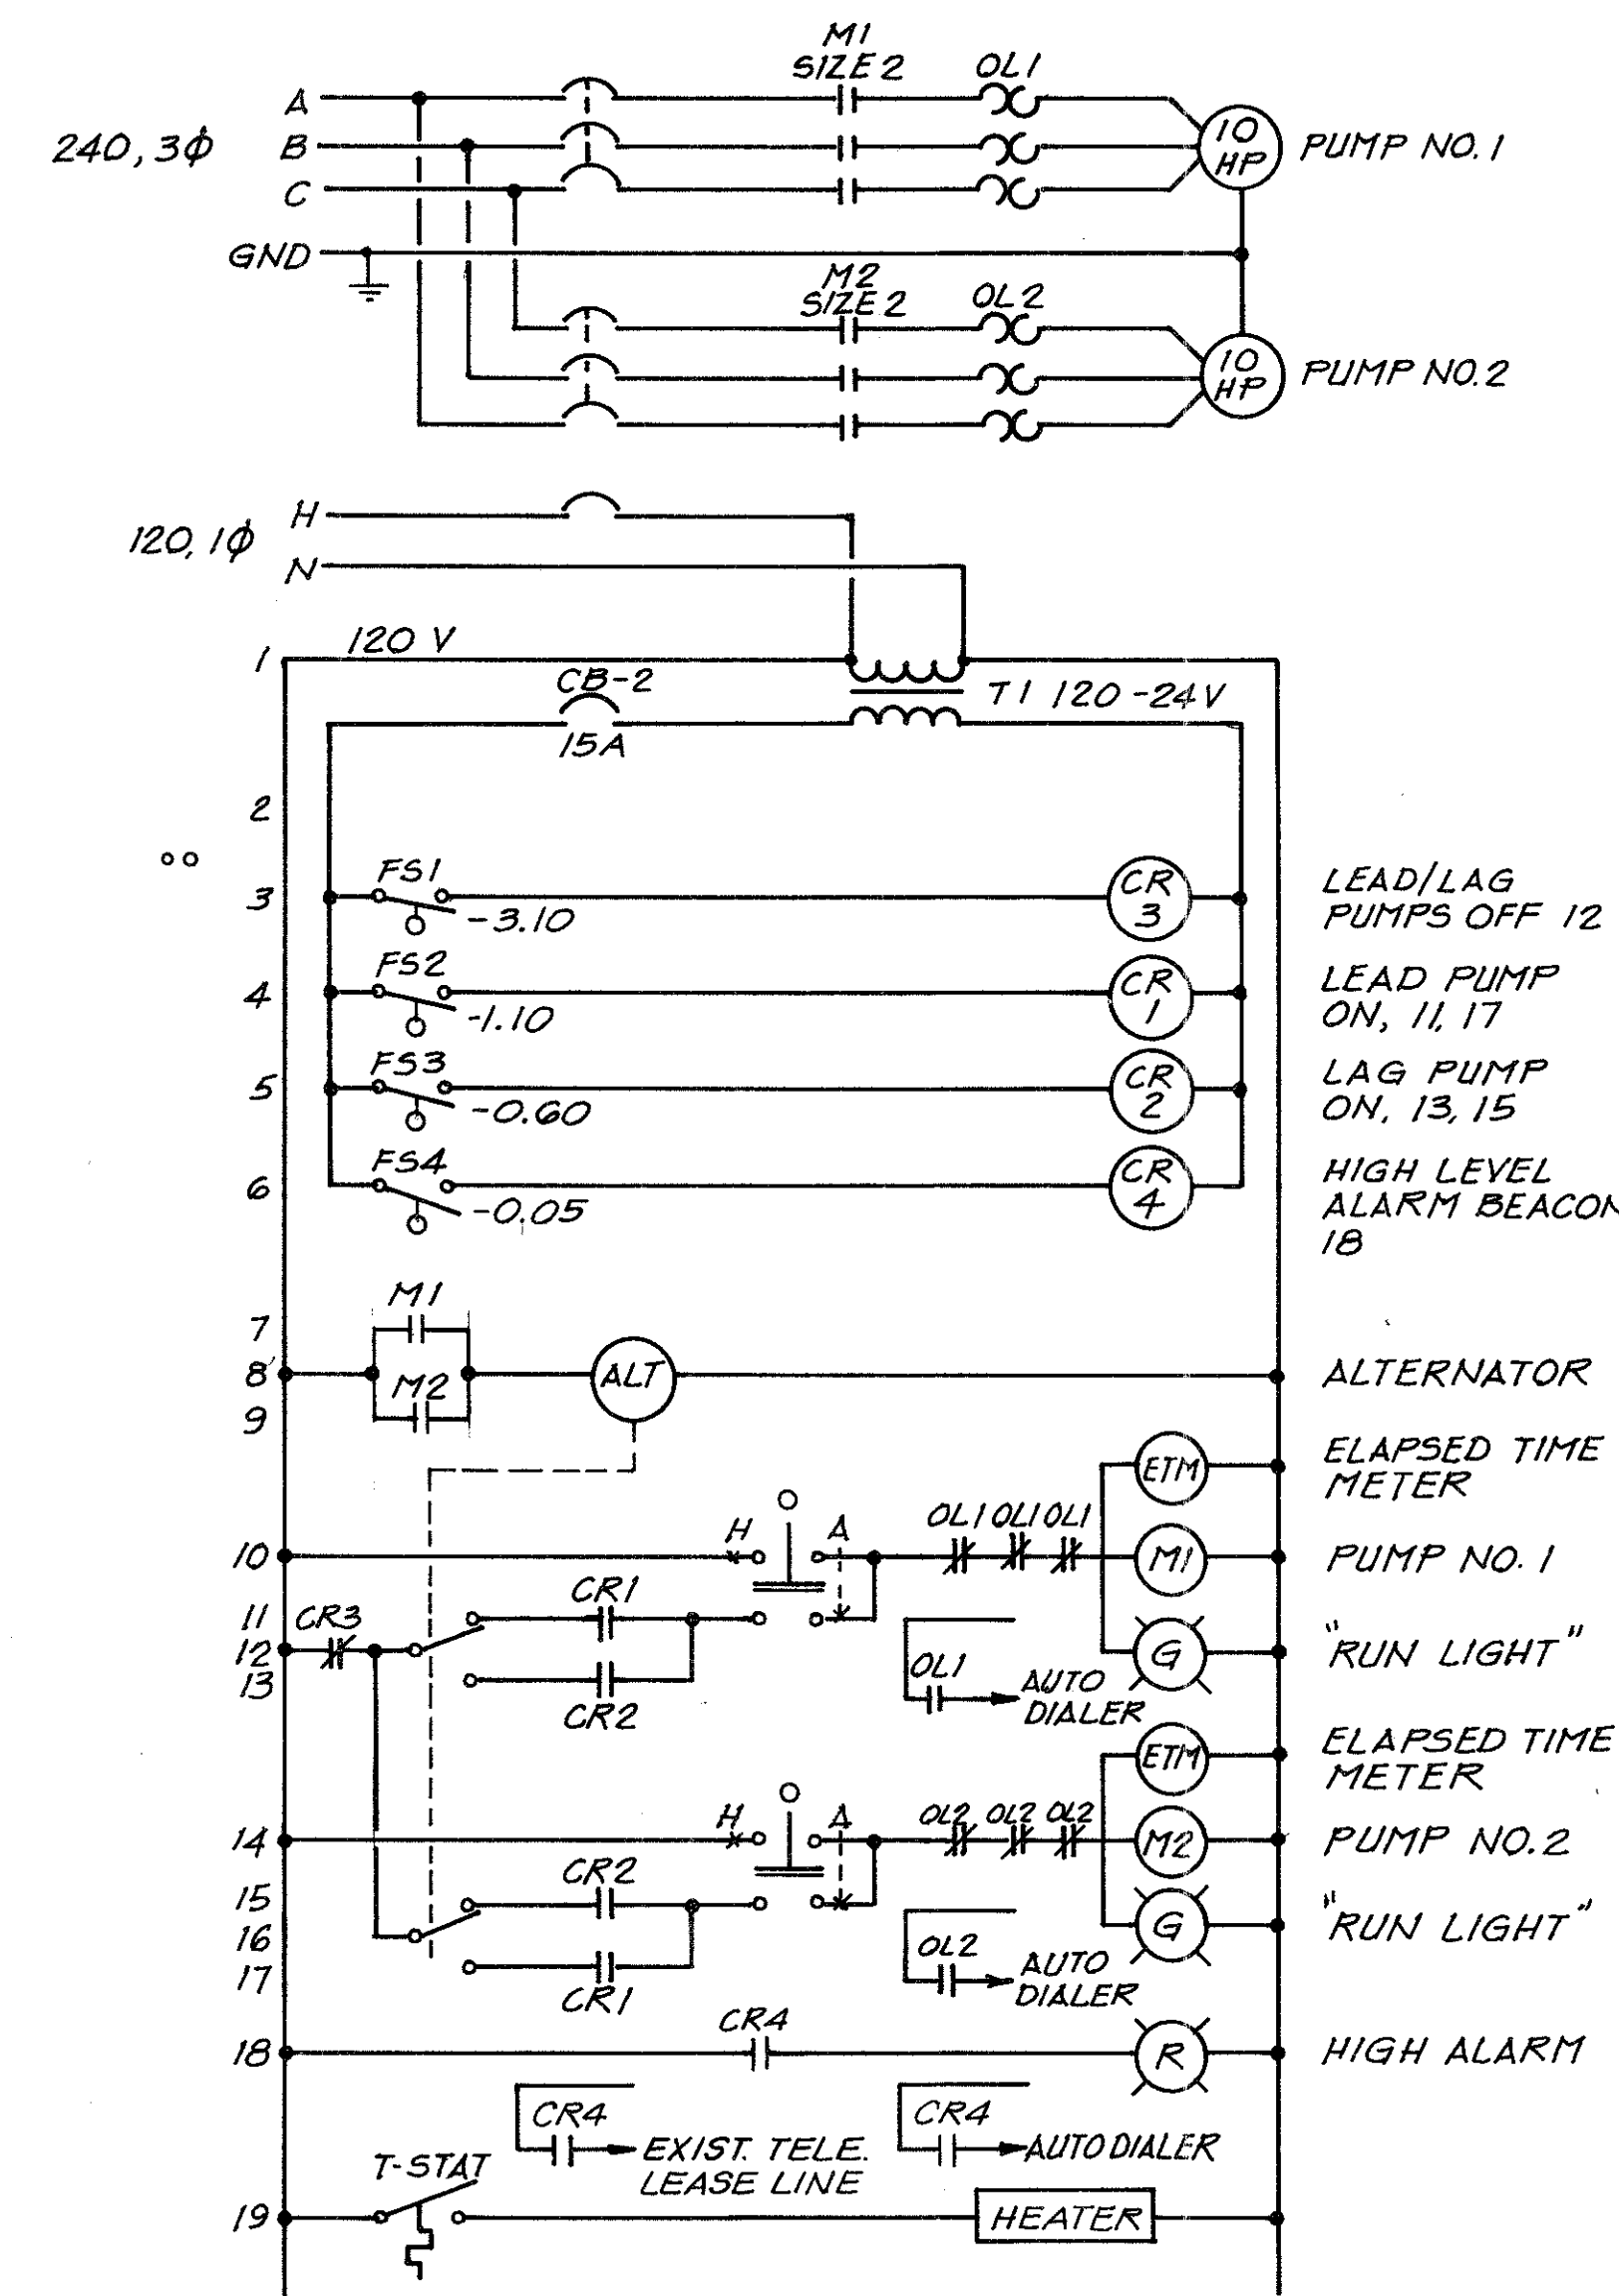 M1
SIZE 2
OL1
A
240, 3Ø
B
C
10
HP
PUMP NO. 1
GND
M2
SIZE 2
OL2
10
HP
PUMP NO. 2
120, 1Ø
H
N
1
120 V
CB-2
15A
T1 120-24V
2
3
FS1
-3.10
CR
3
LEAD/LAG
PUMPS OFF 12
4
FS2
-1.10
CR
1
LEAD PUMP
ON, 11, 17
5
FS3
-0.60
CR
2
LAG PUMP
ON, 13, 15
6
FS4
-0.05
CR
4
HIGH LEVEL
ALARM BEACON
18
7
M1
8
M2
ALT
ALTERNATOR
9
ETM
ELAPSED TIME
METER
10
H
A
OL1 OL1 OL1
M1
PUMP NO. 1
11
CR1
12
CR3
13
CR2
OL1
AUTO
DIALER
G
"RUN LIGHT"
ETM
ELAPSED TIME
METER
14
H
A
OL2 OL2 OL2
M2
PUMP NO. 2
15
CR2
16
17
CR1
OL2
AUTO
DIALER
G
"RUN LIGHT"
18
CR4
R
HIGH ALARM
CR4
EXIST. TELE.
LEASE LINE
CR4
AUTO DIALER
19
T-STAT
HEATER